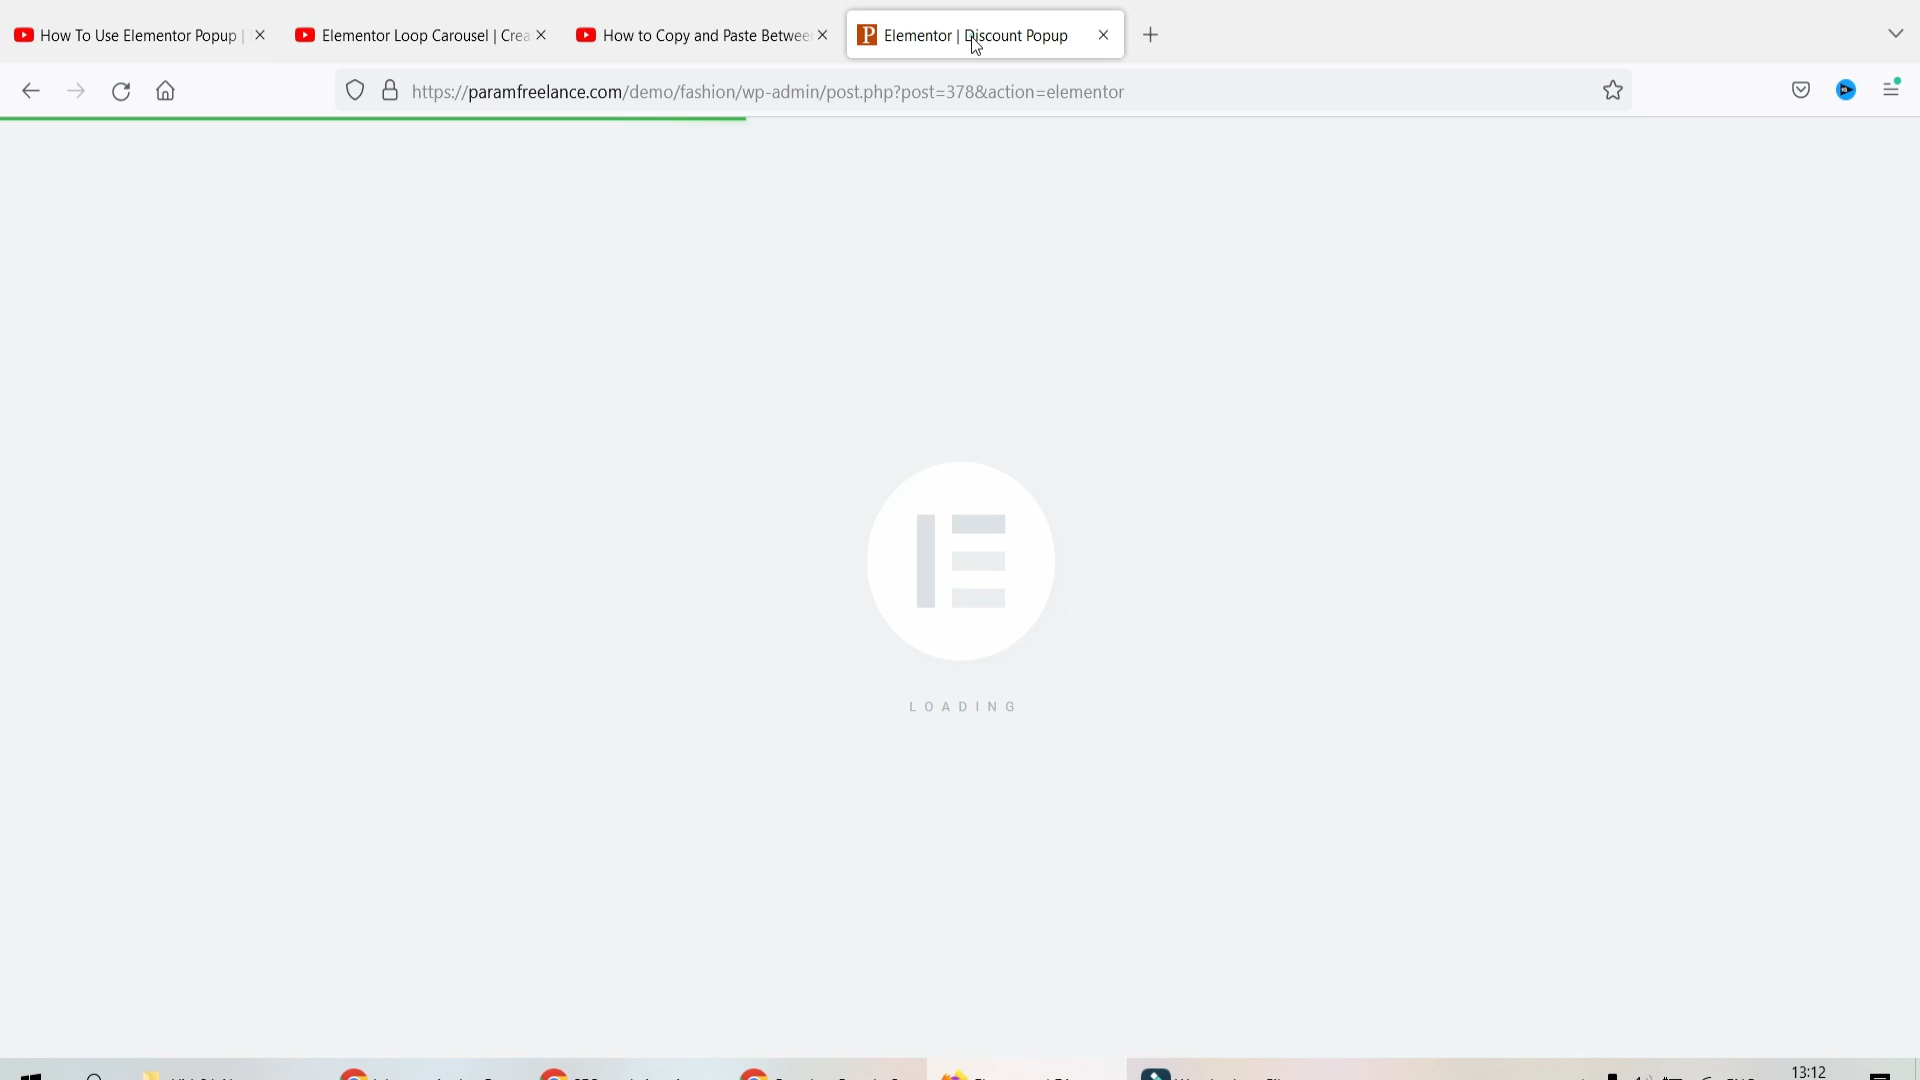 How To Use Elementor Popup |
Elementor Loop Carousel | Crea
How to Copy and Paste Betwee
Elementor | Discount Popup
https://paramfreelance.com/demo/fashion/wp-admin/post.php?post=378&action=elementor
LOADING
13:12